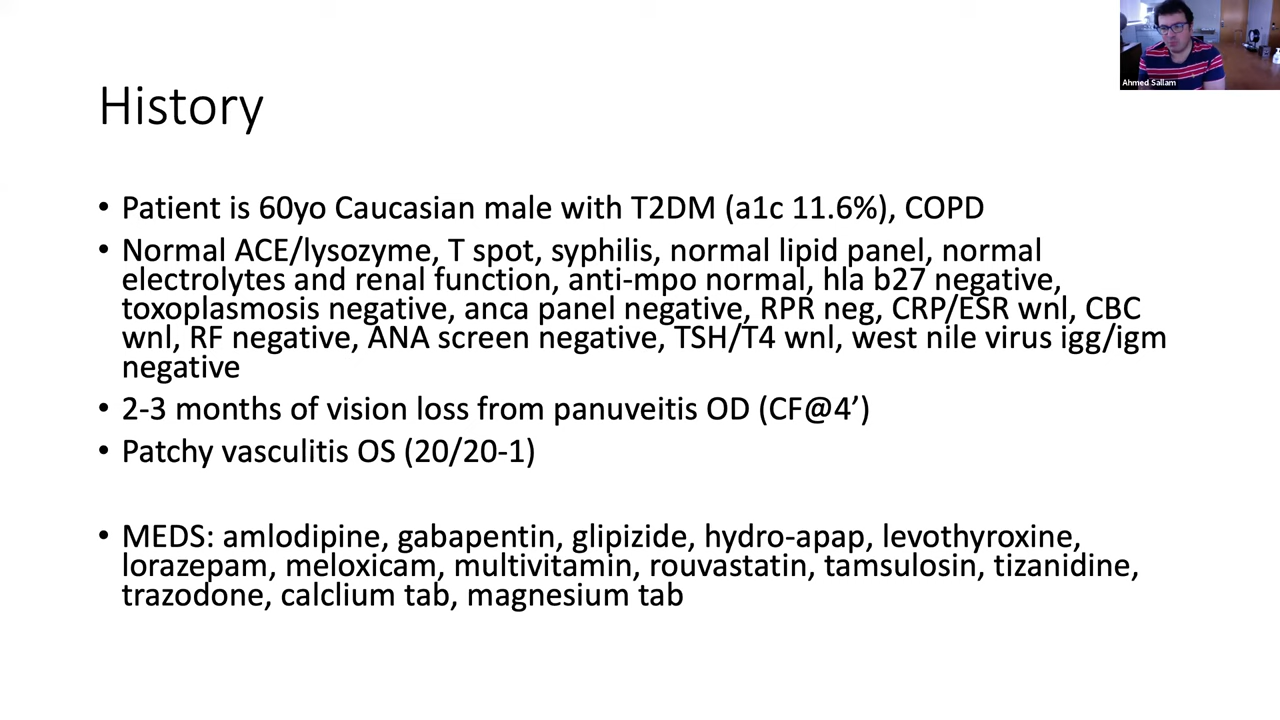 Ahmed Sallam
History
• Patient is 60yo Caucasian male with T2DM (a1c 11.6%), COPD
• Normal ACE/lysozyme, T spot, syphilis, normal lipid panel, normal
electrolytes and renal function, anti-mpo normal, hla b27 negative,
toxoplasmosis negative, anca panel negative, RPR neg, CRP/ESR wnl, CBC
wnl, RF negative, ANA screen negative, TSH/T4 wnl, west nile virus igg/igm
negative
• 2-3 months of vision loss from panuveitis OD (CF@4’)
• Patchy vasculitis OS (20/20-1)
• MEDS: amlodipine, gabapentin, glipizide, hydro-apap, levothyroxine,
lorazepam, meloxicam, multivitamin, rouvastatin, tamsulosin, tizanidine,
trazodone, calclium tab, magnesium tab